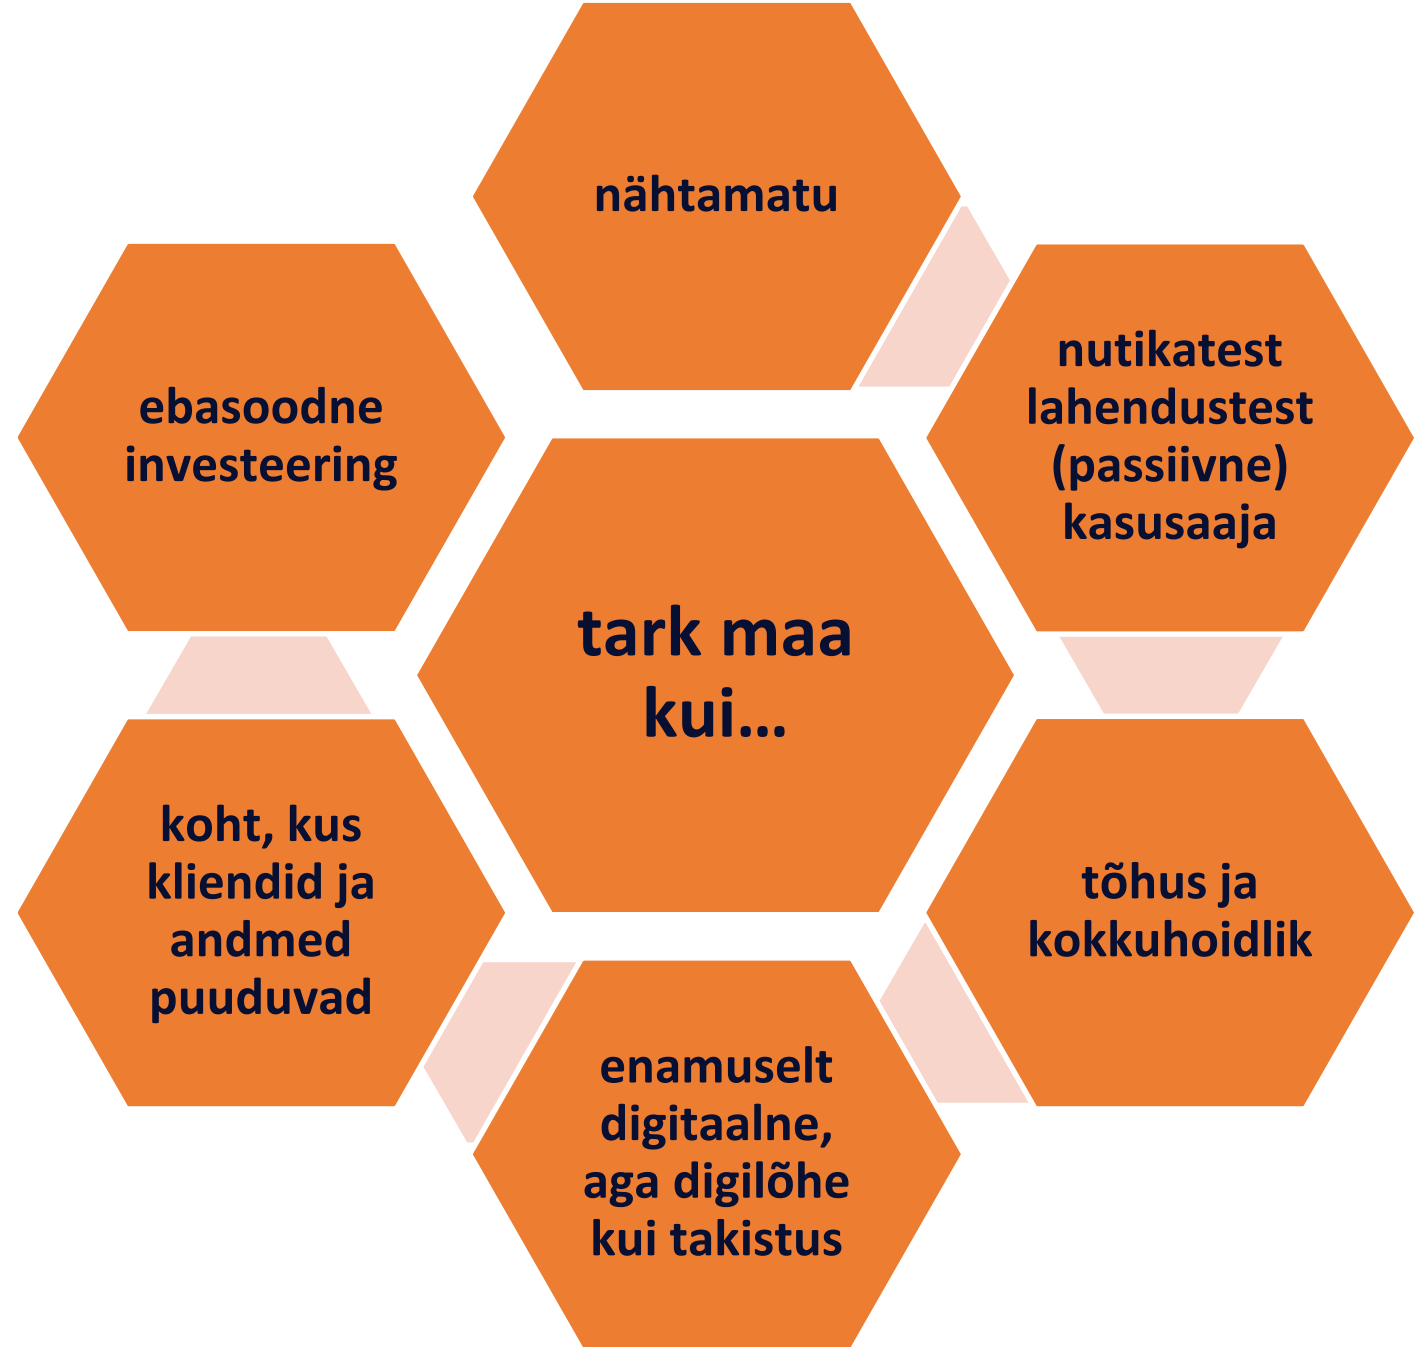 nähtamatu
nutikatest
lahendustest
(passiivne)
kasusaaja
tõhus ja
kokkuhoidlik
enamuselt
digitaalne,
aga digilõhe
kui takistus
koht, kus
kliendid ja
andmed
puuduvad
ebasoodne
investeering
tark maa
kui...